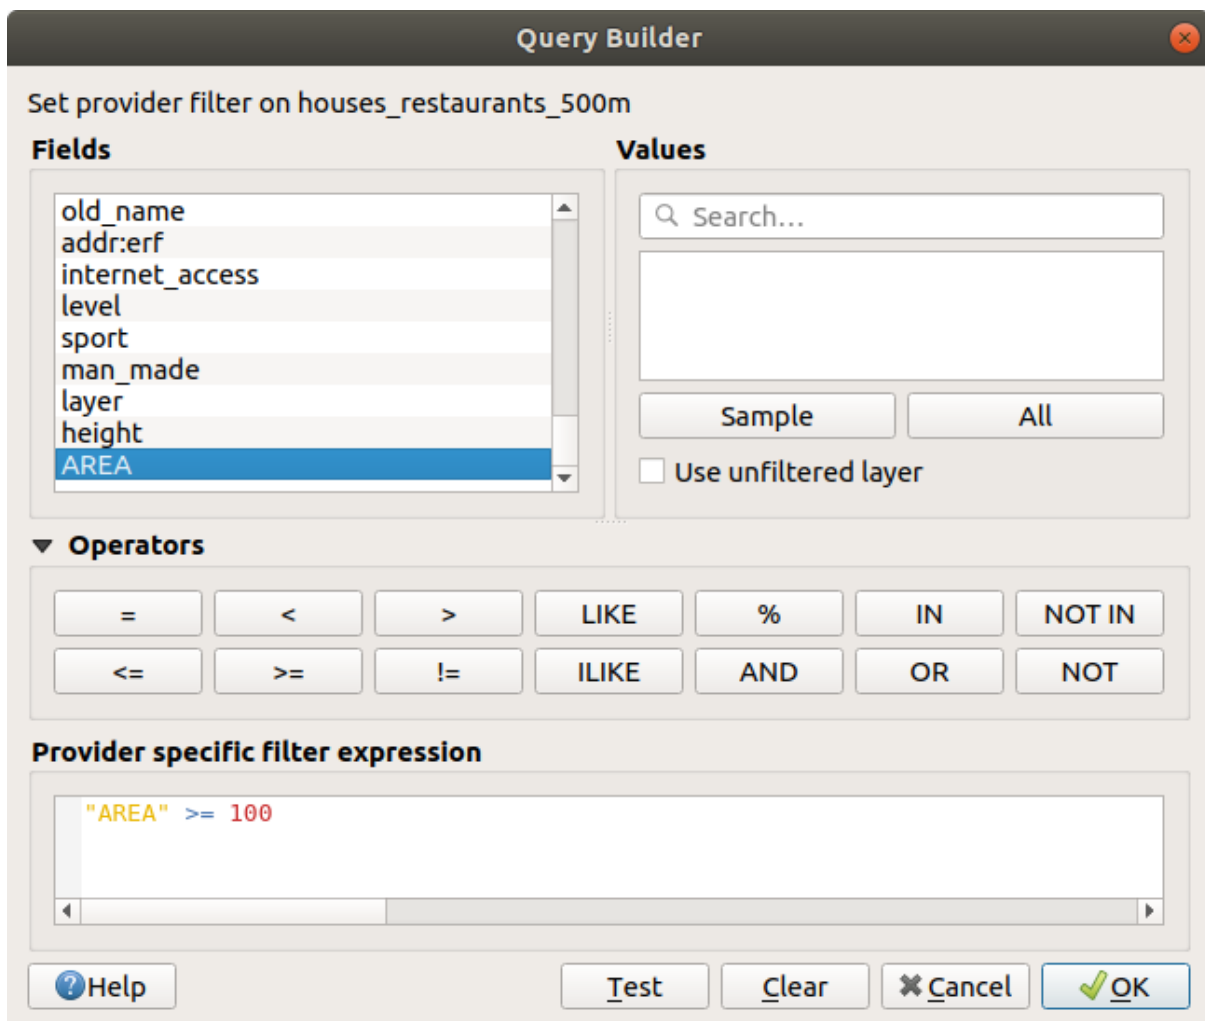 Query Builder
Set provider filter on houses_restaurants_500m
Fields
old_name
addr:erf
internet_access
level
sport
man_made
layer
height
AREA
Values
Search...
Sample All
Use unfiltered layer
Operators
= < > LIKE % IN NOT IN
<= >= != ILIKE AND OR NOT
Provider specific filter expression
"AREA" >= 100
Help Test Clear Cancel OK